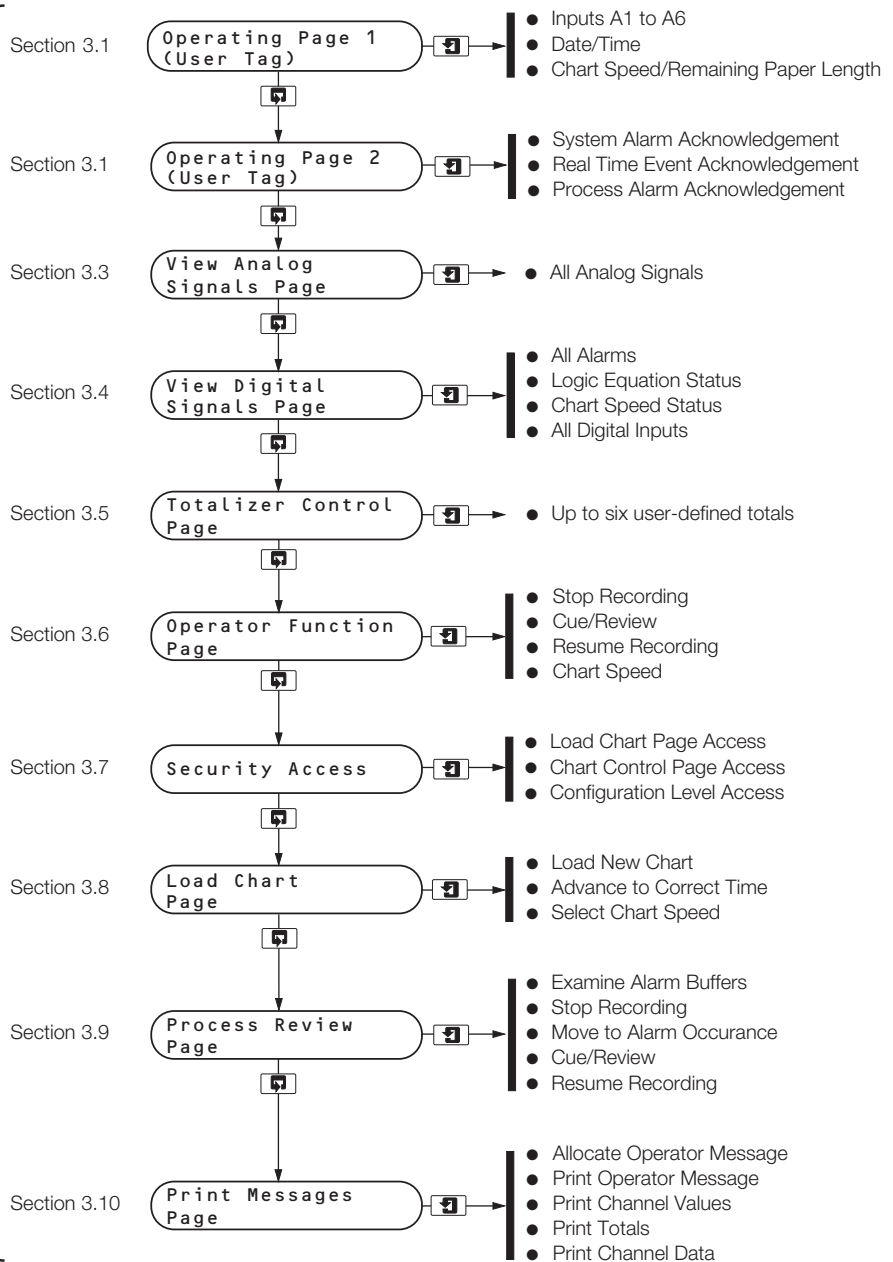 Section 3.1
Operating Page 1
(User Tag)
● Inputs A1 to A6
● Date/Time
● Chart Speed/Remaining Paper Length
Section 3.1
Operating Page 2
(User Tag)
● System Alarm Acknowledgement
● Real Time Event Acknowledgement
● Process Alarm Acknowledgement
Section 3.3
View Analog
Signals Page
● All Analog Signals
Section 3.4
View Digital
Signals Page
● All Alarms
● Logic Equation Status
● Chart Speed Status
● All Digital Inputs
Section 3.5
Totalizer Control
Page
● Up to six user-defined totals
Section 3.6
Operator Function
Page
● Stop Recording
● Cue/Review
● Resume Recording
● Chart Speed
Section 3.7
Security Access
● Load Chart Page Access
● Chart Control Page Access
● Configuration Level Access
Section 3.8
Load Chart
Page
● Load New Chart
● Advance to Correct Time
● Select Chart Speed
Section 3.9
Process Review
Page
● Examine Alarm Buffers
● Stop Recording
● Move to Alarm Occurance
● Cue/Review
● Resume Recording
Section 3.10
Print Messages
Page
● Allocate Operator Message
● Print Operator Message
● Print Channel Values
● Print Totals
● Print Channel Data